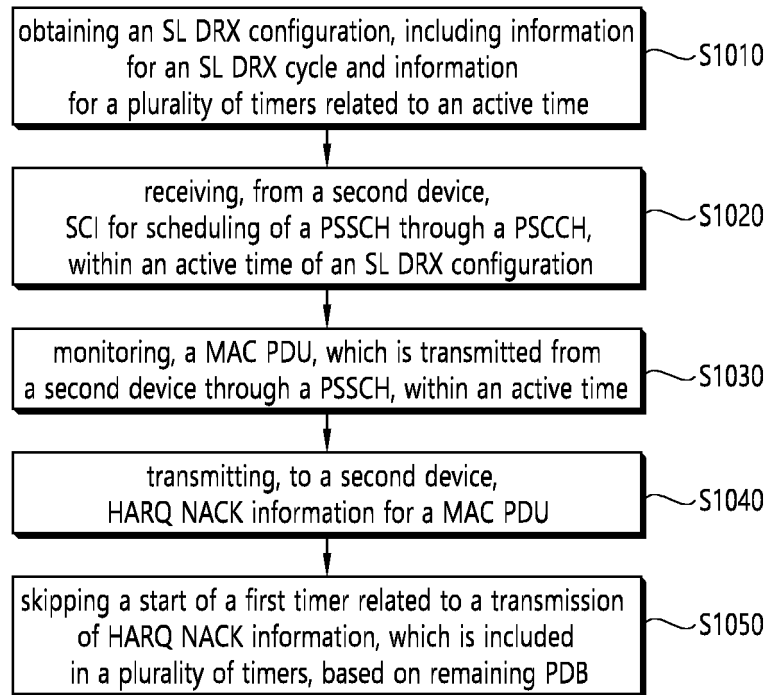 obtaining an SL DRX configuration, including information
for an SL DRX cycle and information
for a plurality of timers related to an active time
S1010
receiving, from a second device,
SCI for scheduling of a PSSCH through a PSCCH,
within an active time of an SL DRX configuration
S1020
monitoring, a MAC PDU, which is transmitted from
a second device through a PSSCH, within an active time
S1030
transmitting, to a second device,
HARQ NACK information for a MAC PDU
S1040
skipping a start of a first timer related to a transmission
of HARQ NACK information, which is included
in a plurality of timers, based on remaining PDB
S1050